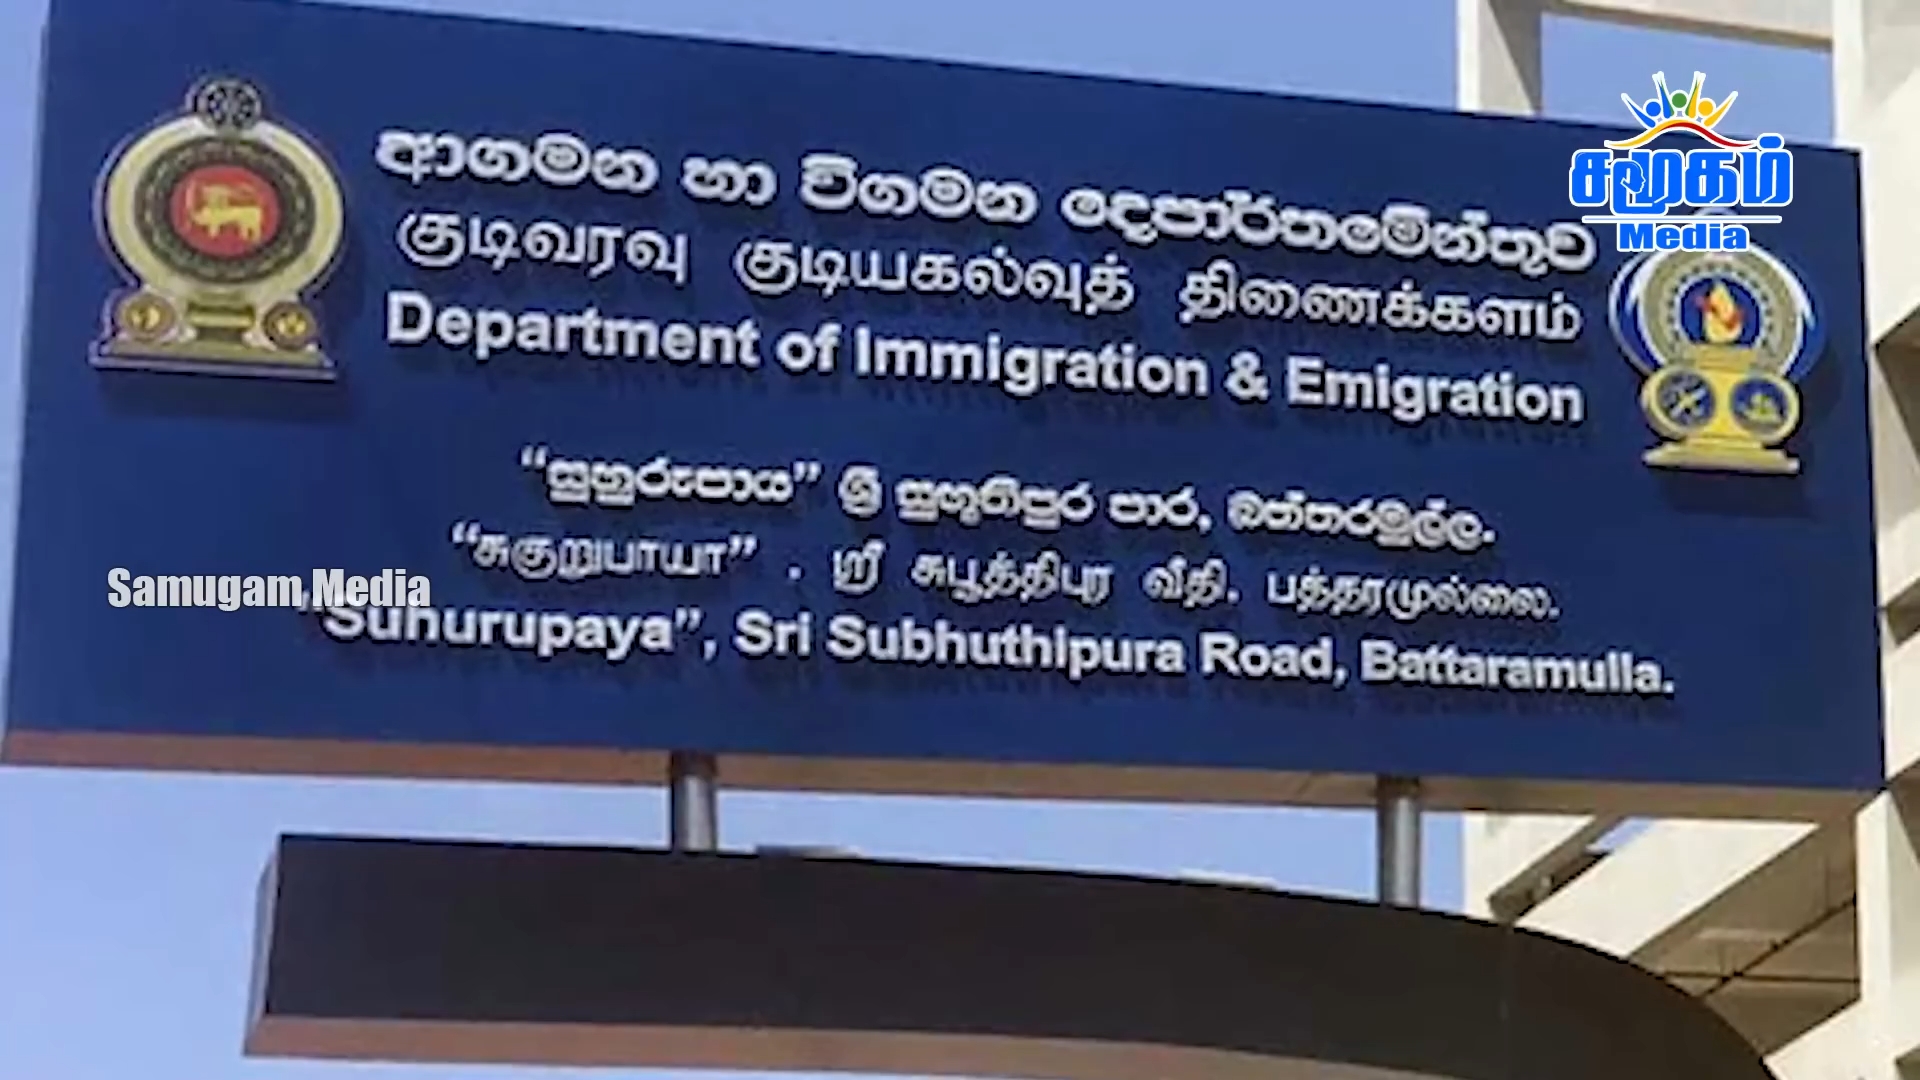 ආගමන හා විගමන දෙපාර්තමේන්තුව
குடிவரவு குடியகல்வுத் திணைக்களம்
Department of Immigration & Emigration
“සුහුරුපාය” ශ්‍රී සුභූතිපුර පාර, බත්තරමුල්ල.
“சுகுறுபாயா” . ஸ்ரீ சுபூத்திபுர வீதி. பத்தரமுல்லை.
“Suhurupaya”, Sri Subhuthipura Road, Battaramulla.
சமூகம்
Media
Samugam Media